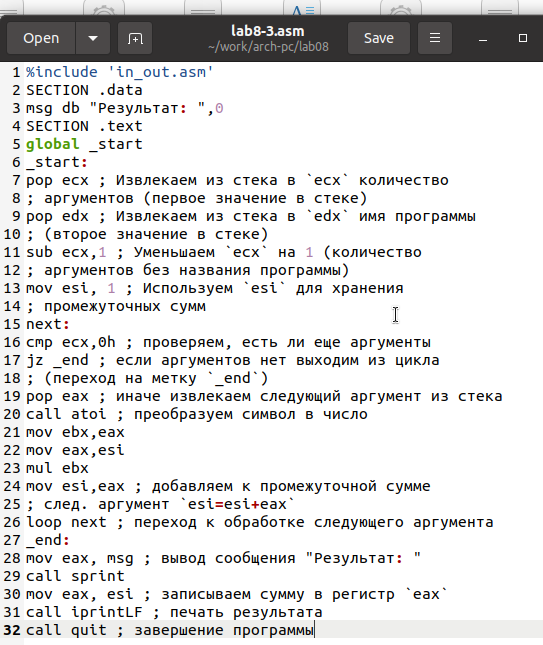 Open
lab8-3.asm
~/work/arch-pc/lab08
Save
1 %include 'in_out.asm'
2 SECTION .data
3 msg db "Результат: ",0
4 SECTION .text
5 global _start
6 _start:
7 pop ecx ; Извлекаем из стека в `ecx` количество
8 ; аргументов (первое значение в стеке)
9 pop edx ; Извлекаем из стека в `edx` имя программы
10 ; (второе значение в стеке)
11 sub ecx,1 ; Уменьшаем `ecx` на 1 (количество
12 ; аргументов без названия программы)
13 mov esi, 1 ; Используем `esi` для хранения
14 ; промежуточных сумм
15 next:
16 cmp ecx,0h ; проверяем, есть ли еще аргументы
17 jz _end ; если аргументов нет выходим из цикла
18 ; (переход на метку `_end`)
19 pop eax ; иначе извлекаем следующий аргумент из стека
20 call atoi ; преобразуем символ в число
21 mov ebx,eax
22 mov eax,esi
23 mul ebx
24 mov esi,eax ; добавляем к промежуточной сумме
25 ; след. аргумент `esi=esi+eax`
26 loop next ; переход к обработке следующего аргумента
27 _end:
28 mov eax, msg ; вывод сообщения "Результат: "
29 call sprint
30 mov eax, esi ; записываем сумму в регистр `eax`
31 call iprintLF ; печать результата
32 call quit ; завершение программы